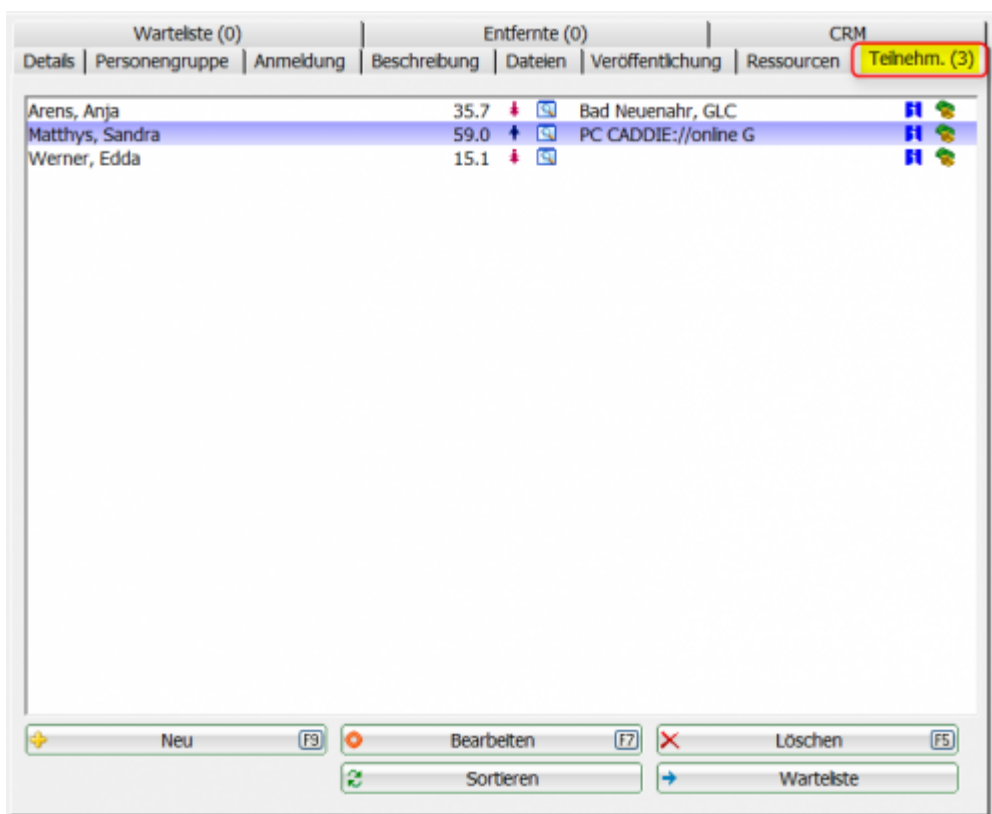 Warteliste (0) Entfernte (0) CRM
Details Personengruppe Anmeldung Beschreibung Dateien Veröffentlichung Ressourcen Teilnehm. (3)
Arens, Anja 35.7 Bad Neuenahr, GLC
Matthys, Sandra 59.0 PC CADDIE://online G
Werner, Edda 15.1
Neu F9 Bearbeiten F7 Löschen F5
Sortieren Warteliste